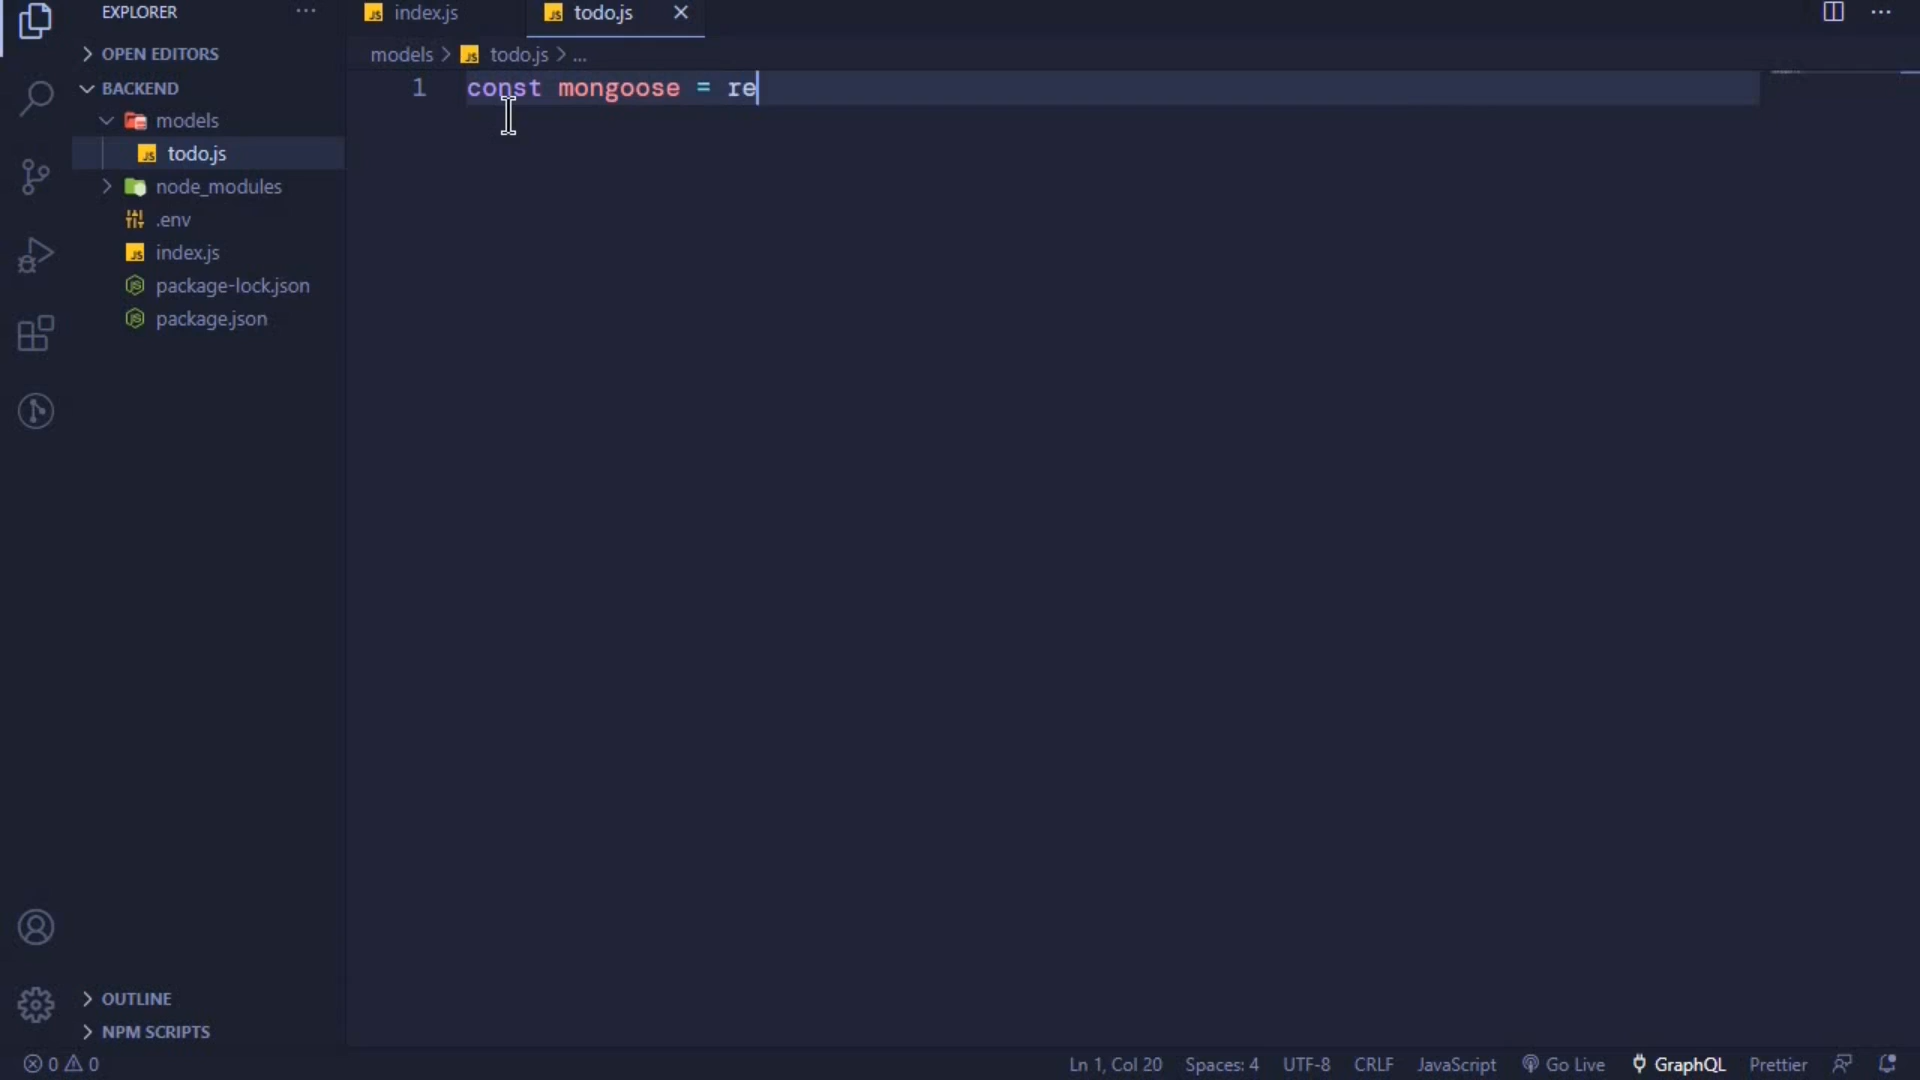 EXPLORER
index.js
todo.js
OPEN EDITORS
models > todo.js > ...
BACKEND
1 const mongoose = re
models
todo.js
node_modules
.env
index.js
package-lock.json
package.json
OUTLINE
NPM SCRIPTS
0 0 Ln 1, Col 20 Spaces: 4 UTF-8 CRLF JavaScript Go Live GraphQL Prettier